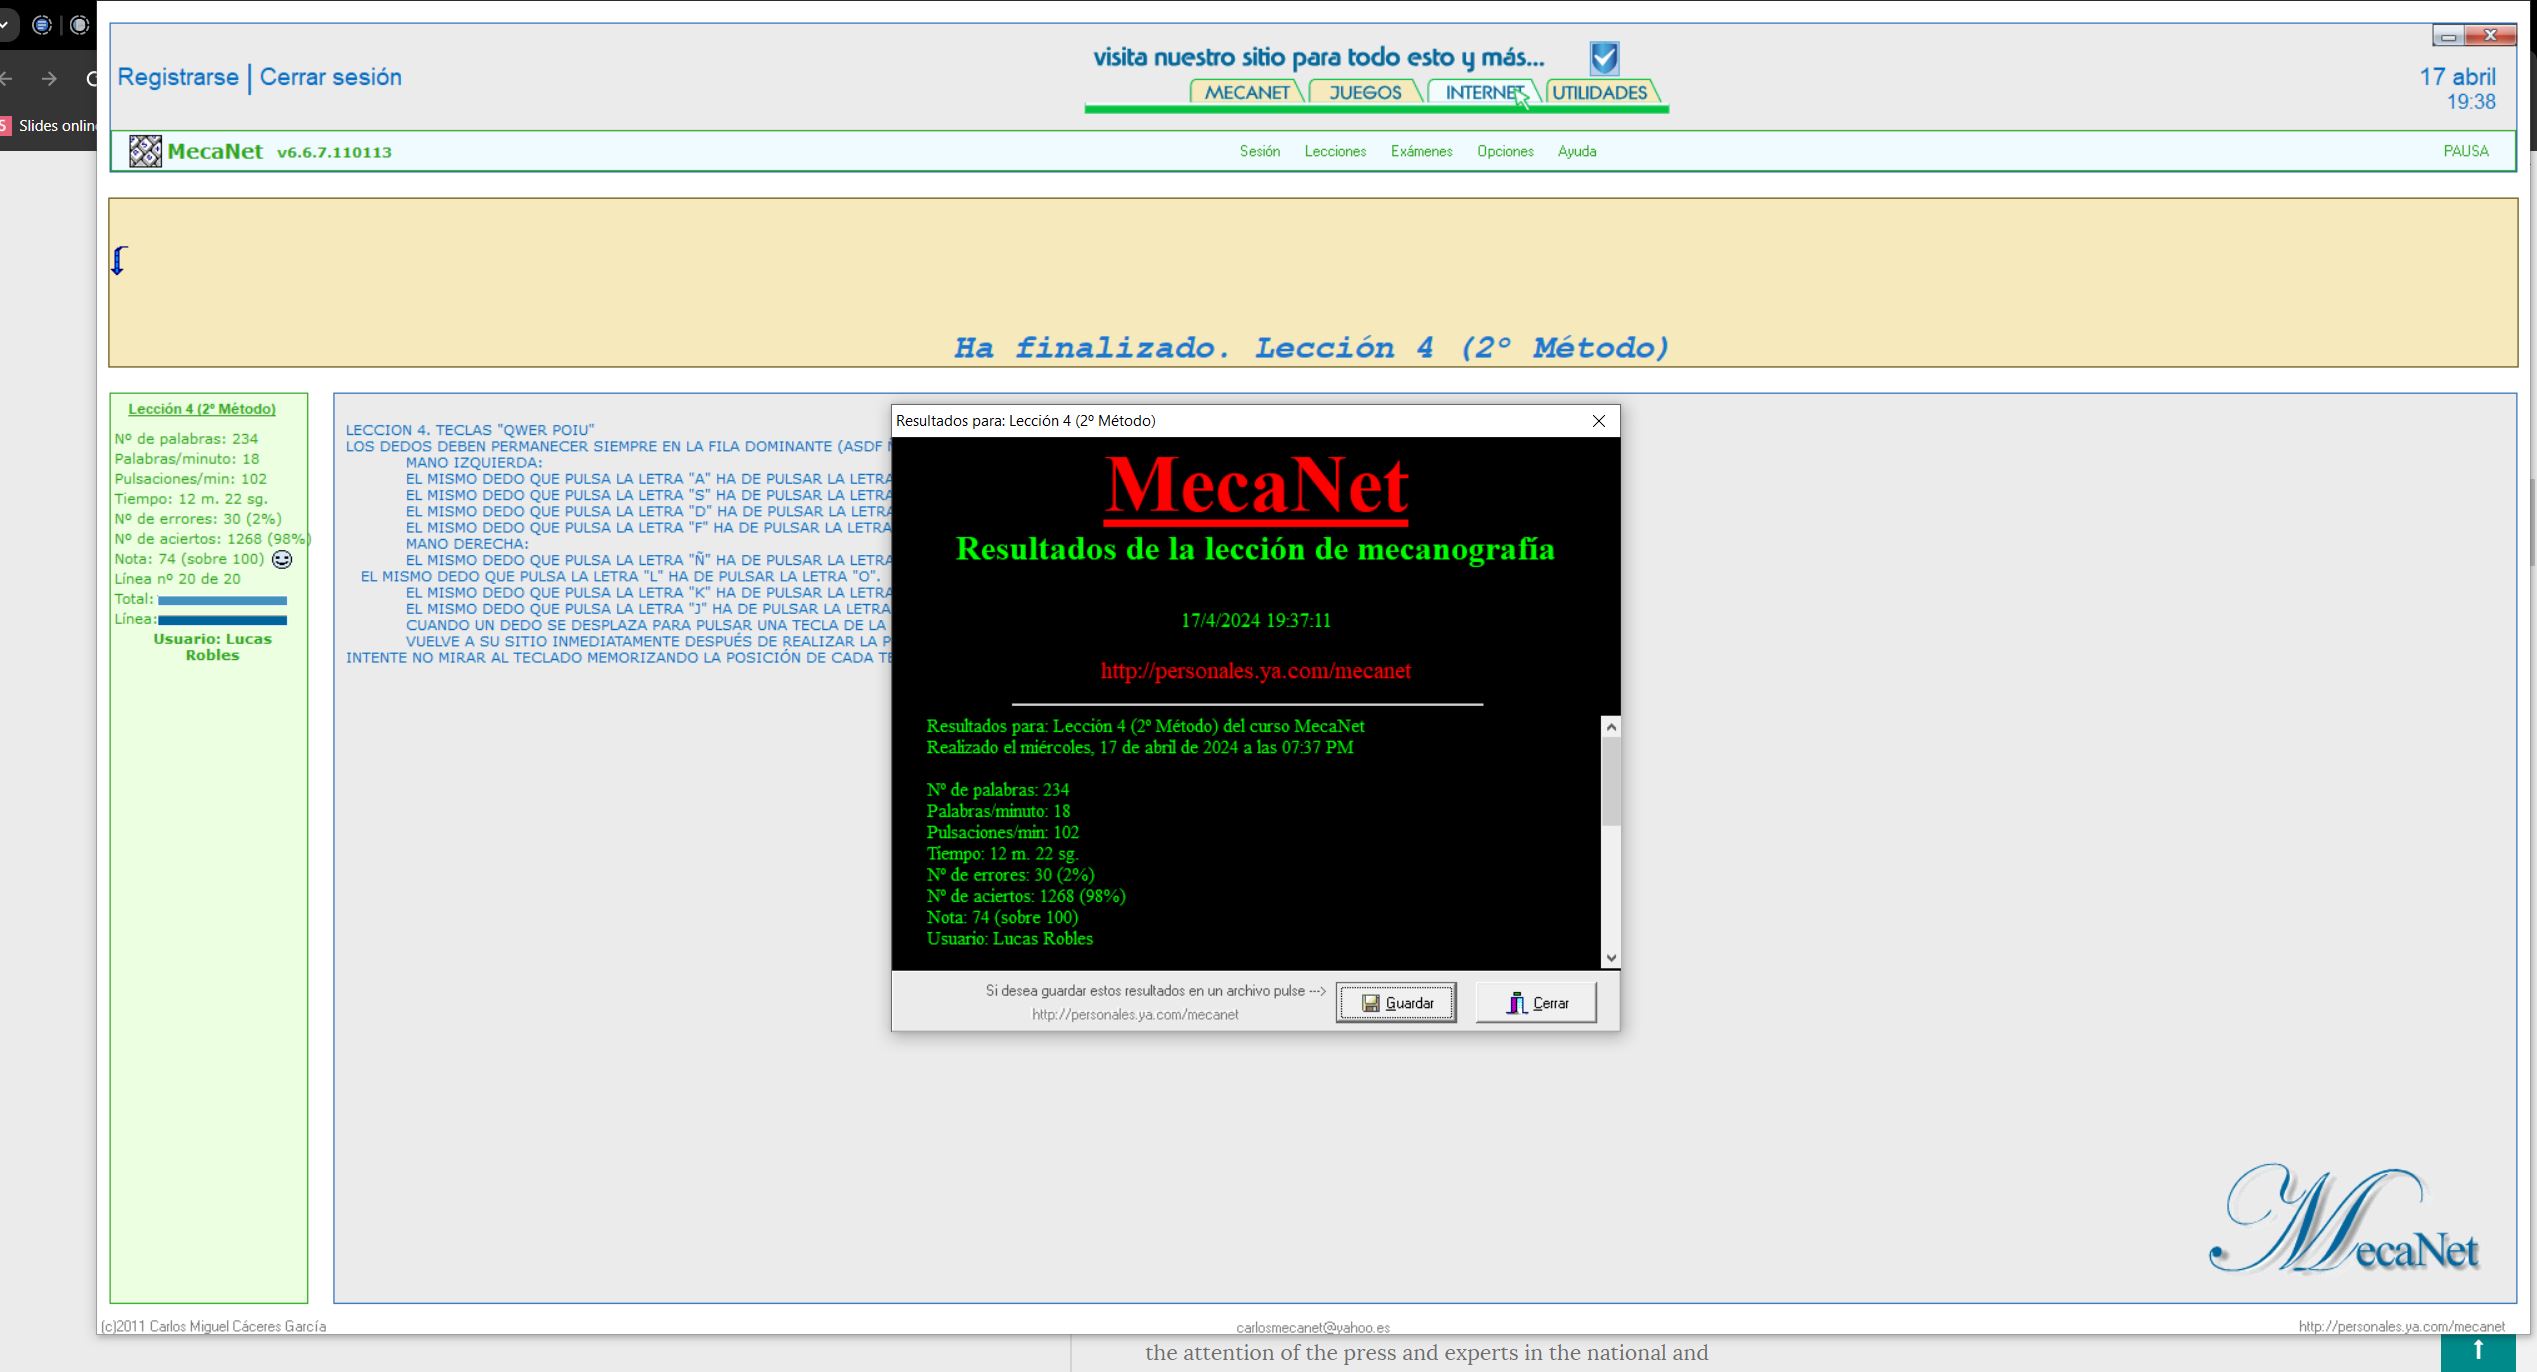 Slides onlin
Registrarse | Cerrar sesión
visita nuestro sitio para todo esto y más...
MECANET JUEGOS INTERNET UTILIDADES
17 abril
19:38
MecaNet v6.6.7.110113
Sesión Lecciones Exámenes Opciones Ayuda
PAUSA
Ha finalizado. Lección 4 (2º Método)
Lección 4 (2º Método)
Nº de palabras: 234
Palabras/minuto: 18
Pulsaciones/min: 102
Tiempo: 12 m. 22 sg.
Nº de errores: 30 (2%)
Nº de aciertos: 1268 (98%)
Nota: 74 (sobre 100)
Línea nº 20 de 20
Total:
Línea:
Usuario: Lucas
Robles
LECCION 4. TECLAS "QWER POIU"
LOS DEDOS DEBEN PERMANECER SIEMPRE EN LA FILA DOMINANTE (ASDF
MANO IZQUIERDA:
EL MISMO DEDO QUE PULSA LA LETRA "A" HA DE PULSAR LA LETRA
EL MISMO DEDO QUE PULSA LA LETRA "S" HA DE PULSAR LA LETRA
EL MISMO DEDO QUE PULSA LA LETRA "D" HA DE PULSAR LA LETRA
EL MISMO DEDO QUE PULSA LA LETRA "F" HA DE PULSAR LA LETRA
MANO DERECHA:
EL MISMO DEDO QUE PULSA LA LETRA "Ñ" HA DE PULSAR LA LETRA
EL MISMO DEDO QUE PULSA LA LETRA "L" HA DE PULSAR LA LETRA "O".
EL MISMO DEDO QUE PULSA LA LETRA "K" HA DE PULSAR LA LETRA
EL MISMO DEDO QUE PULSA LA LETRA "J" HA DE PULSAR LA LETRA
CUANDO UN DEDO SE DESPLAZA PARA PULSAR UNA TECLA DE LA
VUELVE A SU SITIO INMEDIATAMENTE DESPUÉS DE REALIZAR LA P
INTENTE NO MIRAR AL TECLADO MEMORIZANDO LA POSICIÓN DE CADA TE
Resultados para: Lección 4 (2º Método)
MecaNet
Resultados de la lección de mecanografía
17/4/2024 19:37:11
http://personales.ya.com/mecanet
Resultados para: Lección 4 (2º Método) del curso MecaNet
Realizado el miércoles, 17 de abril de 2024 a las 07:37 PM
Nº de palabras: 234
Palabras/minuto: 18
Pulsaciones/min: 102
Tiempo: 12 m. 22 sg.
Nº de errores: 30 (2%)
Nº de aciertos: 1268 (98%)
Nota: 74 (sobre 100)
Usuario: Lucas Robles
Si desea guardar estos resultados en un archivo pulse --->
http://personales.ya.com/mecanet
Guardar
Cerrar
MecaNet
(c)2011 Carlos Miguel Cáceres García
carlosmecanet@yahoo.es
http://personales.ya.com/mecanet
the attention of the press and experts in the national and